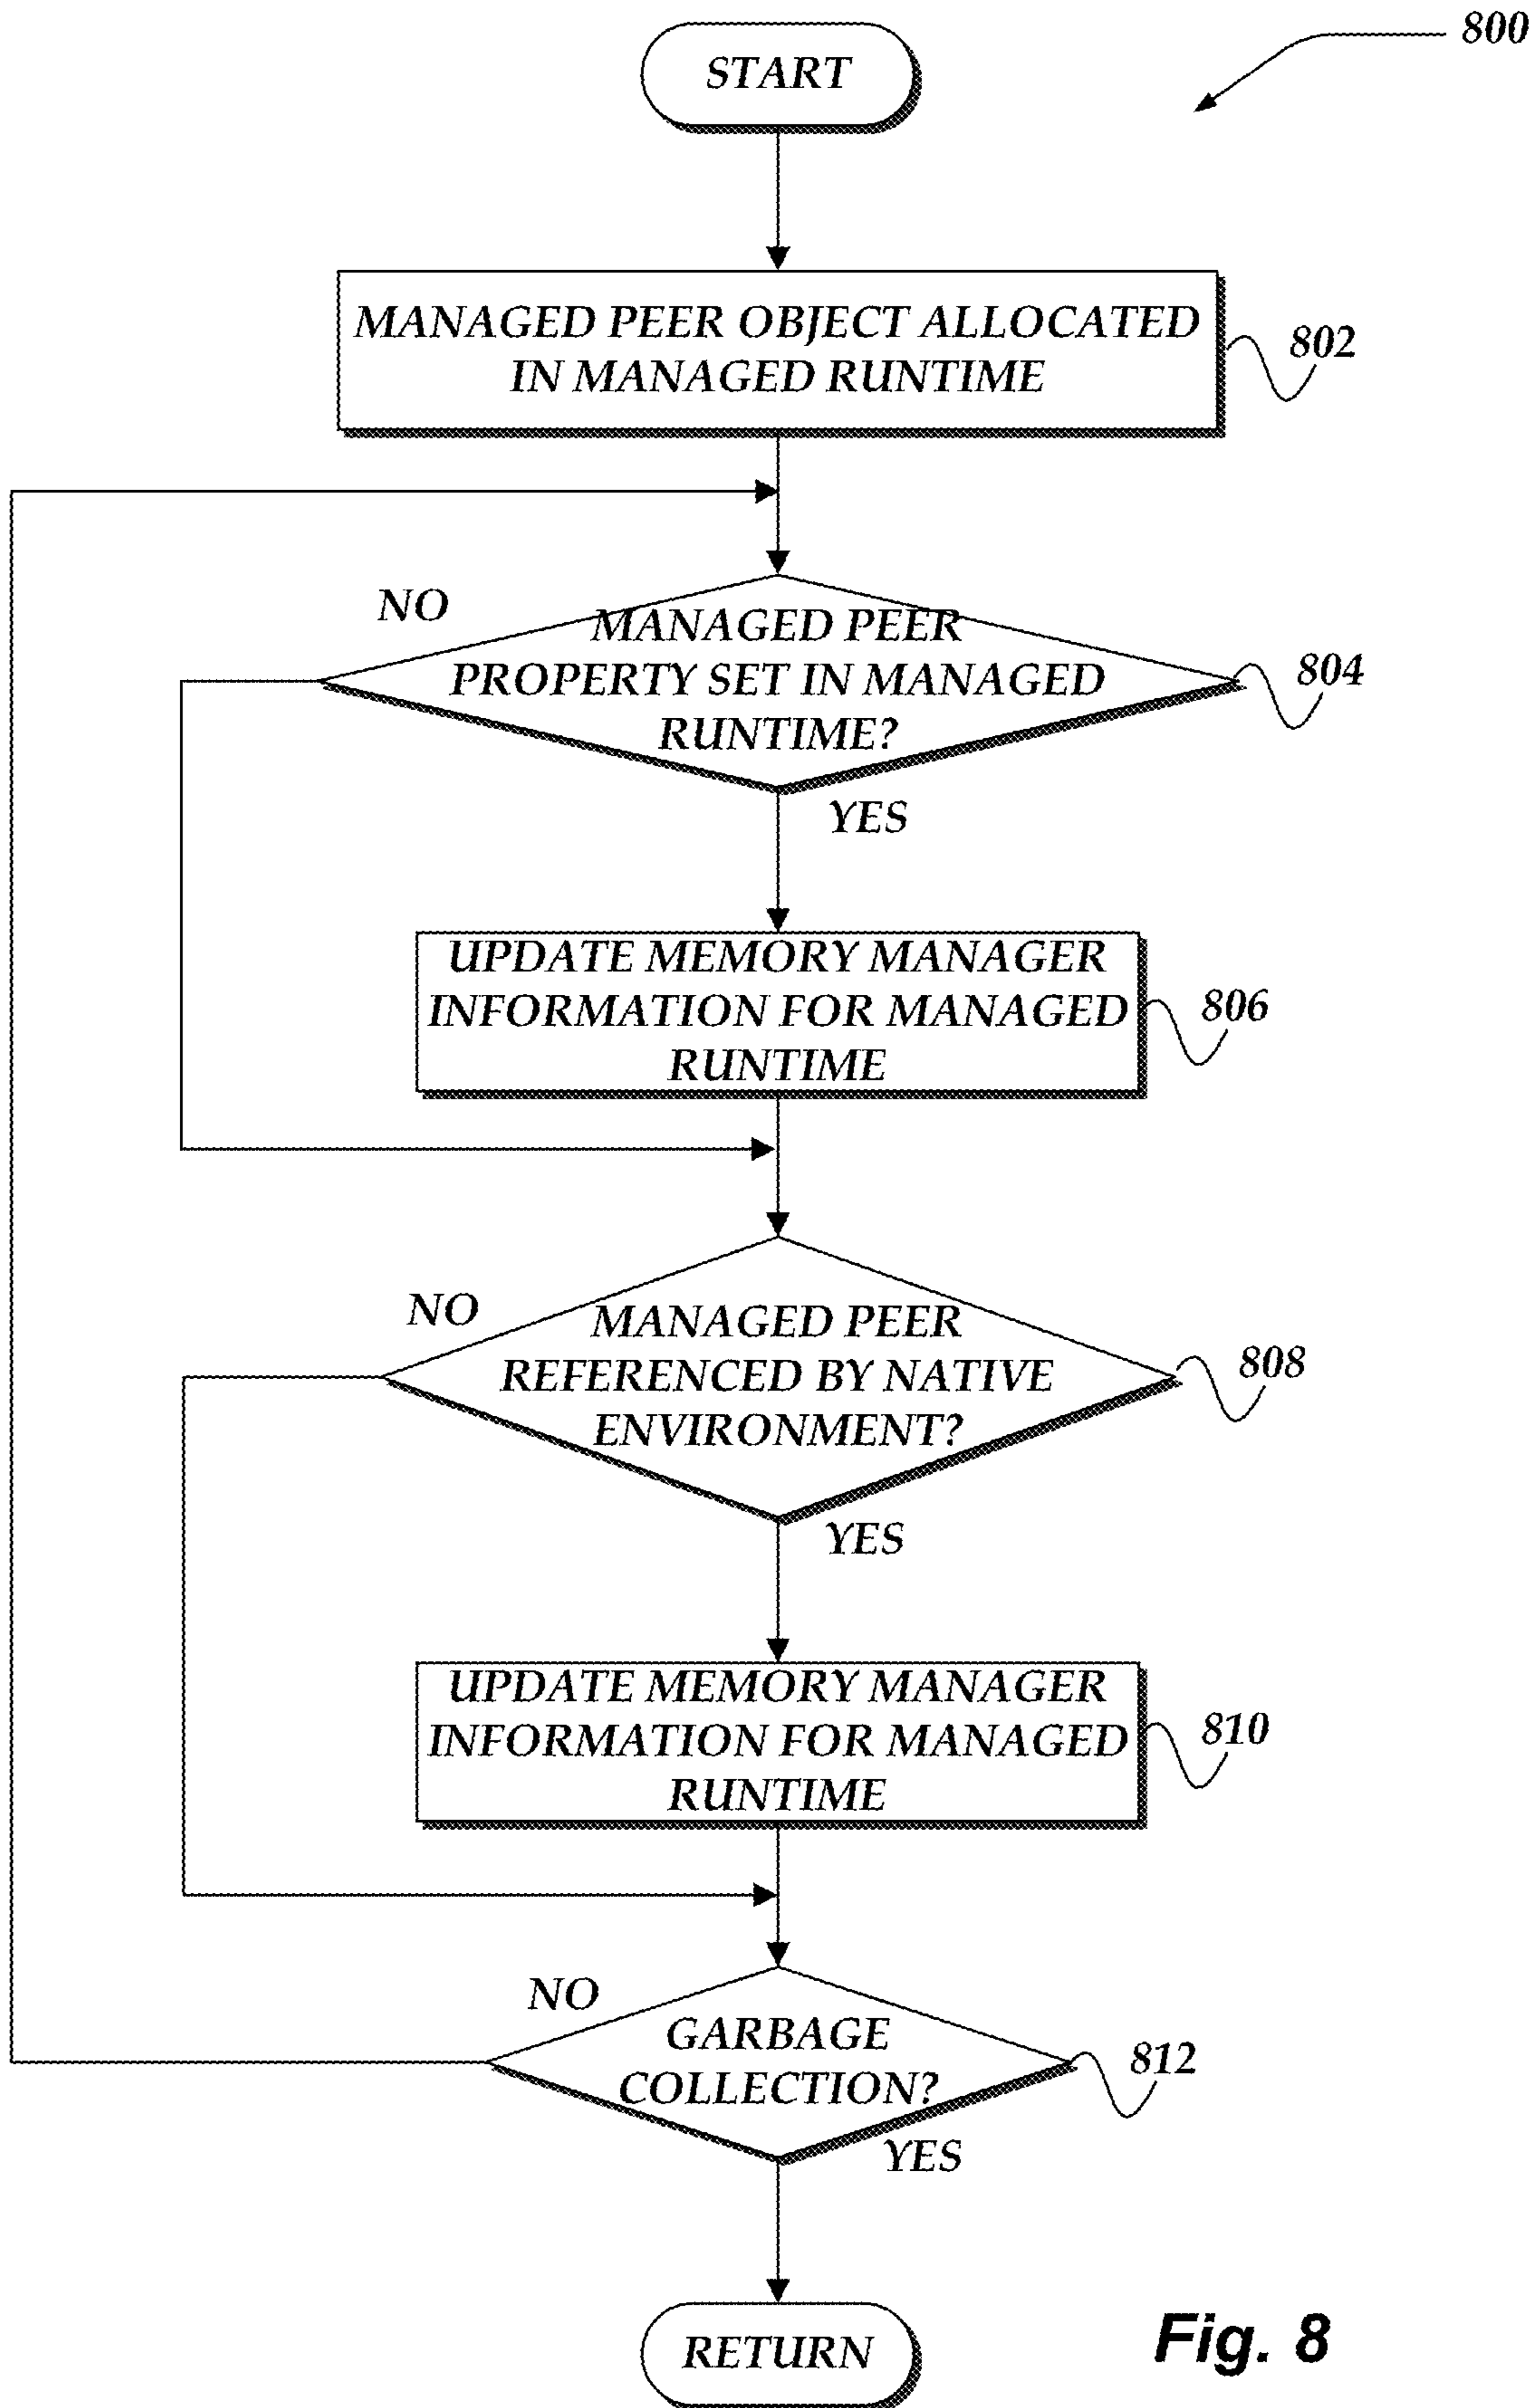 800
START
MANAGED PEER OBJECT ALLOCATED
IN MANAGED RUNTIME
802
NO
MANAGED PEER
PROPERTY SET IN MANAGED
RUNTIME?
804
YES
UPDATE MEMORY MANAGER
INFORMATION FOR MANAGED
RUNTIME
806
NO
MANAGED PEER
REFERENCED BY NATIVE
ENVIRONMENT?
808
YES
UPDATE MEMORY MANAGER
INFORMATION FOR MANAGED
RUNTIME
810
NO
GARBAGE
COLLECTION?
812
YES
RETURN
Fig. 8